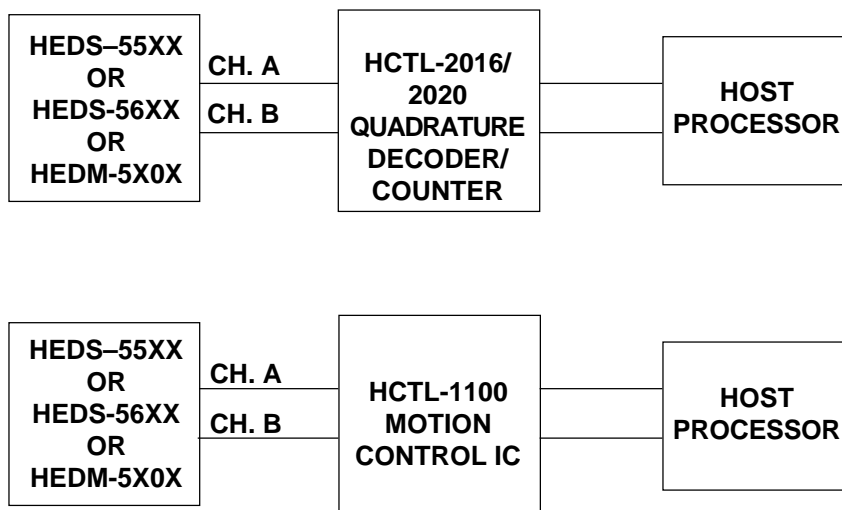 HEDS–55XX
OR
HEDS-56XX
OR
HEDM-5X0X
CH. A
CH. B
HCTL-2016/
2020
QUADRATURE
DECODER/
COUNTER
HOST
PROCESSOR
HEDS–55XX
OR
HEDS-56XX
OR
HEDM-5X0X
CH. A
CH. B
HCTL-1100
MOTION
CONTROL IC
HOST
PROCESSOR